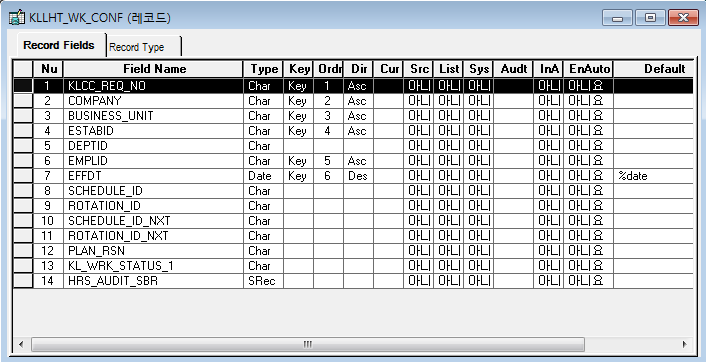 KLLHT_WK_CONF (레코드)
Record Fields Record Type
Nu Field Name Type Key Ordr Dir Cur Src List Sys Audt InA EnAuto Default
1 KLCC_REQ_NO Char Key 1 Asc 아니 아니 아니 아니 아니요
2 COMPANY Char Key 2 Asc 아니 아니 아니 아니 아니요
3 BUSINESS_UNIT Char Key 3 Asc 아니 아니 아니 아니 아니요
4 ESTABID Char Key 4 Asc 아니 아니 아니 아니 아니요
5 DEPTID Char 아니 아니 아니 아니 아니요
6 EMPLID Char Key 5 Asc 아니 아니 아니 아니 아니요
7 EFFDT Date Key 6 Des 아니 아니 아니 아니 아니요 %date
8 SCHEDULE_ID Char 아니 아니 아니 아니 아니요
9 ROTATION_ID Char 아니 아니 아니 아니 아니요
10 SCHEDULE_ID_NXT Char 아니 아니 아니 아니 아니요
11 ROTATION_ID_NXT Char 아니 아니 아니 아니 아니요
12 PLAN_RSN Char 아니 아니 아니 아니 아니요
13 KL_WRK_STATUS_1 Char 아니 아니 아니 아니 아니요
14 HRS_AUDIT_SBR SRec 아니 아니 아니 아니 아니요